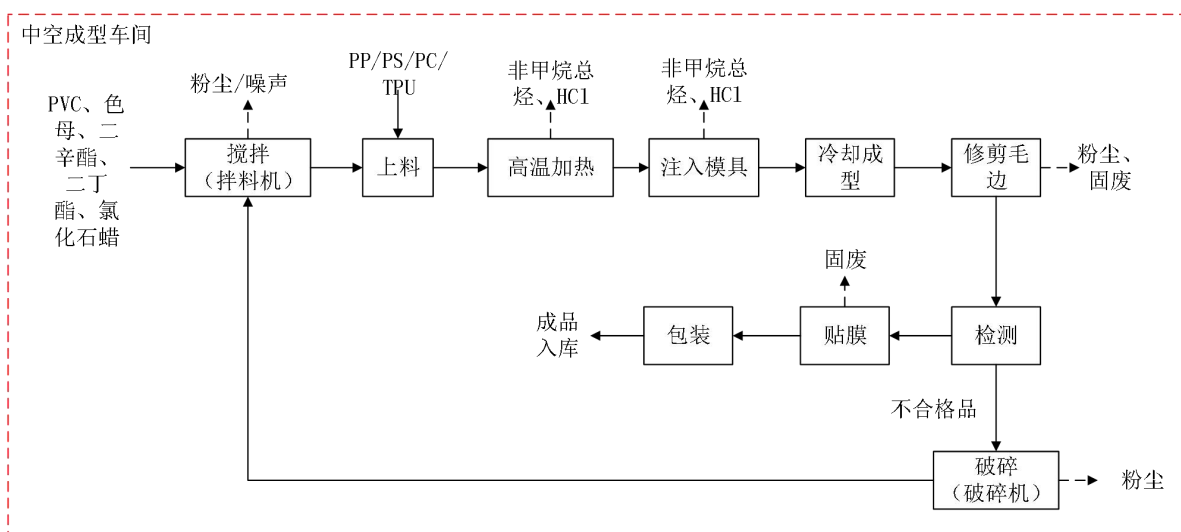 中空成型车间
PVC、色
母、二
辛酯、
二丁
酯、氯
化石蜡
粉尘/噪声
搅拌
（拌料机）
PP/PS/PC/
TPU
上料
非甲烷总
烃、HCl
高温加热
非甲烷总
烃、HCl
注入模具
冷却成
型
修剪毛
边
粉尘、
固废
检测
固废
贴膜
包装
成品
入库
不合格品
破碎
（破碎机）
粉尘